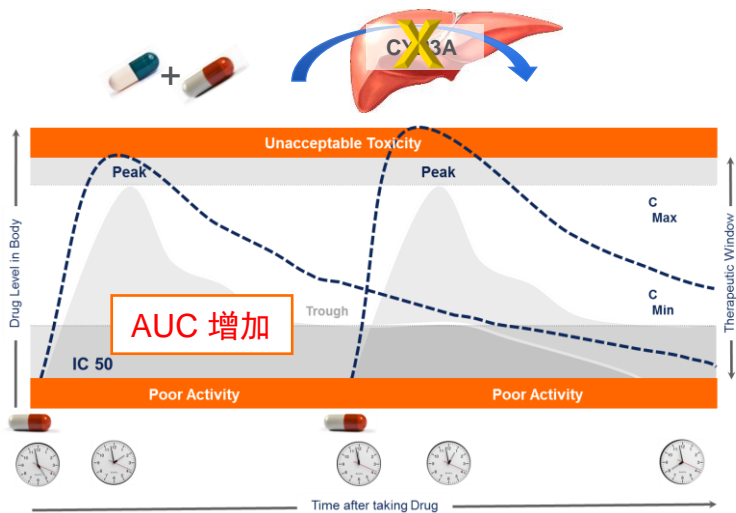 CYP3A
Unacceptable Toxicity
Peak
Peak
C
Max
C
Min
Trough
AUC 增加
IC 50
Poor Activity
Poor Activity
Drug Level in Body
Therapeutic Window
Time after taking Drug